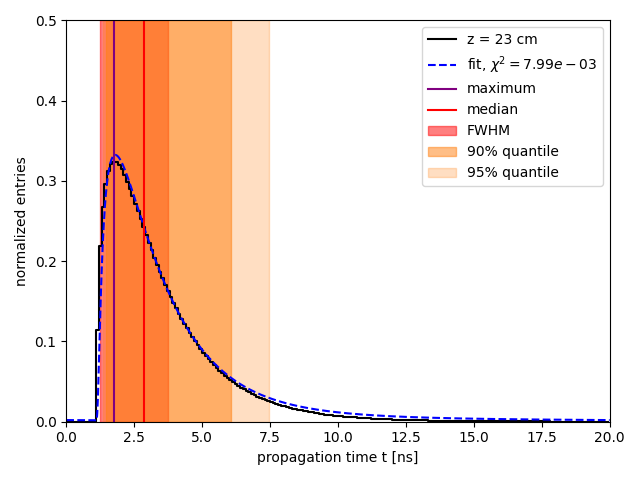 0.5
0.4
0.3
0.2
0.1
0.0
normalized entries
z = 23 cm
fit, χ² = 7.99e − 03
maximum
median
FWHM
90% quantile
95% quantile
0.0 2.5 5.0 7.5 10.0 12.5 15.0 17.5 20.0
propagation time t [ns]